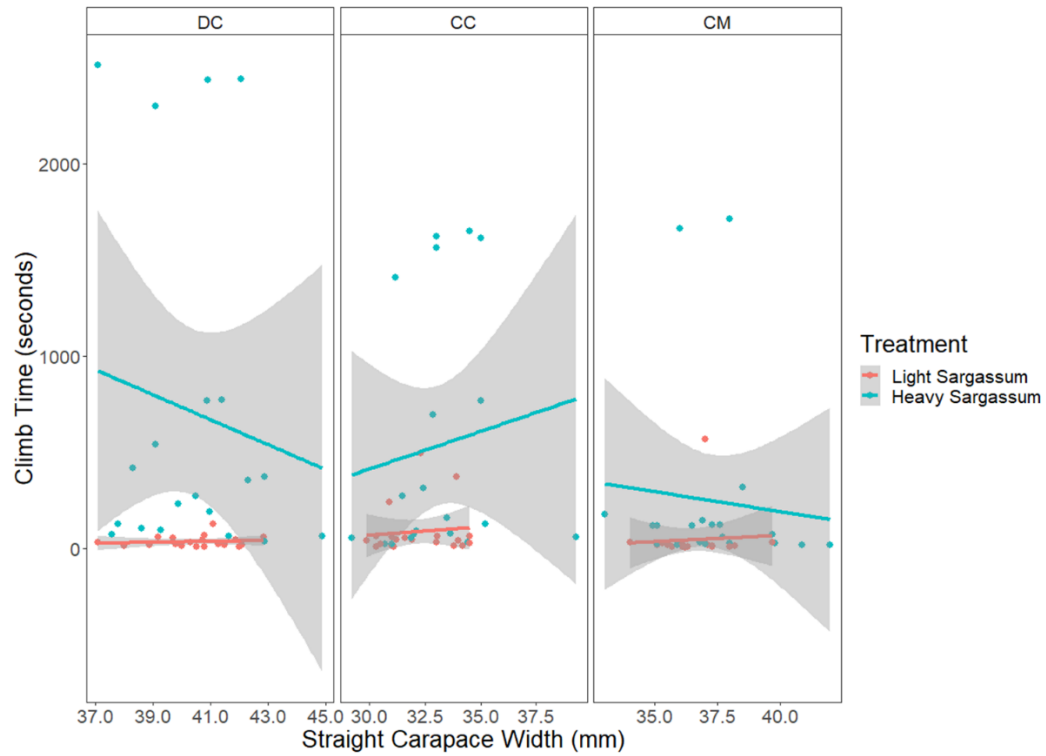 DC CC CM
2000
1000
0
Climb Time (seconds)
37.0 39.0 41.0 43.0 45.0 30.0 32.5 35.0 37.5 35.0 37.5 40.0
Straight Carapace Width (mm)
Treatment
Light Sargassum
Heavy Sargassum